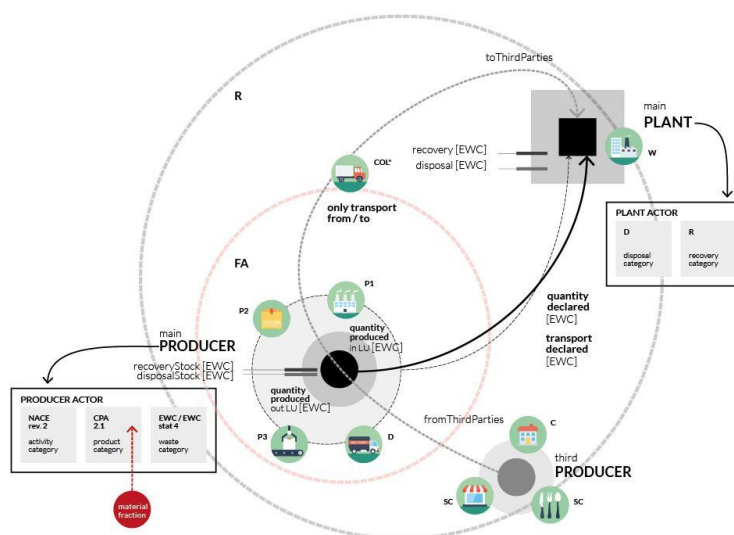 toThirdParties
R
main
PLANT
W
recovery [EWC]
disposal [EWC]
COL*
only transport
from / to
PLANT ACTOR
D
disposal
category
R
recovery
category
FA
P1
P2
quantity
produced
in LU [EWC]
quantity
declared
[EWC]
transport
declared
[EWC]
main
PRODUCER
recoveryStock [EWC]
disposalStock [EWC]
quantity
produced
out LU [EWC]
PRODUCER ACTOR
NACE
rev. 2
activity
category
CPA
2.1
product
category
EWC / EWC
stat 4
waste
category
fromThirdParties
P3
D
C
third
PRODUCER
SC
SC
material
fraction